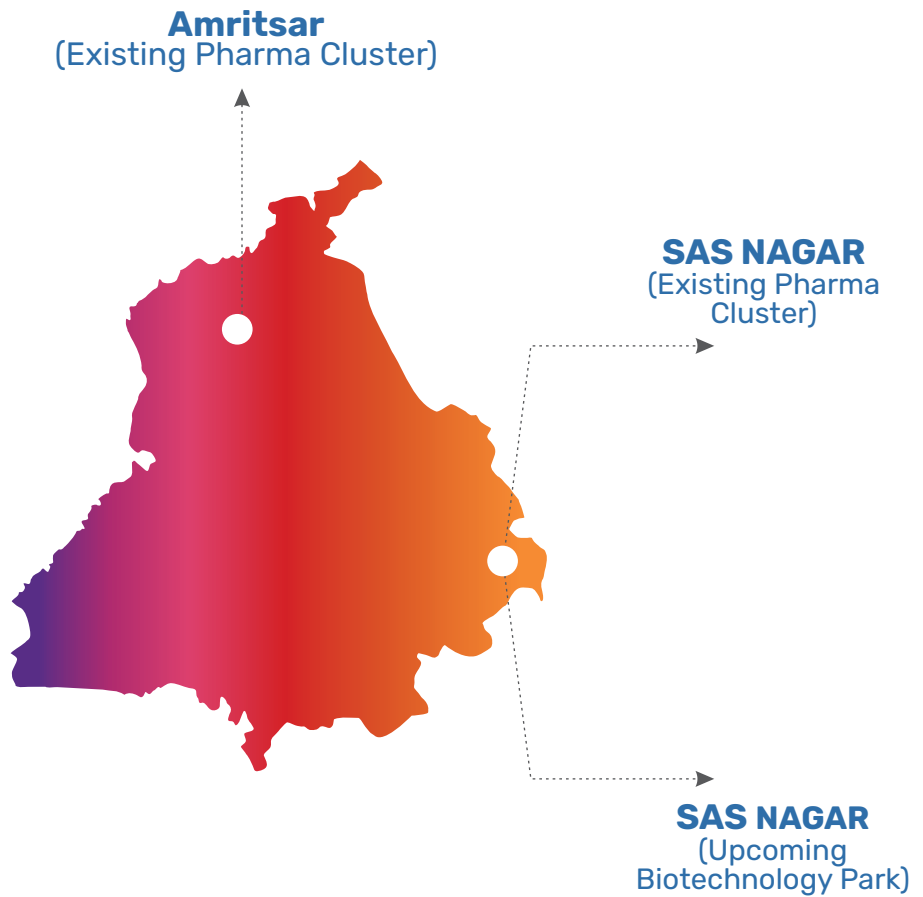 Amritsar
(Existing Pharma Cluster)
SAS NAGAR
(Existing Pharma
Cluster)
SAS NAGAR
(Upcoming
Biotechnology Park)